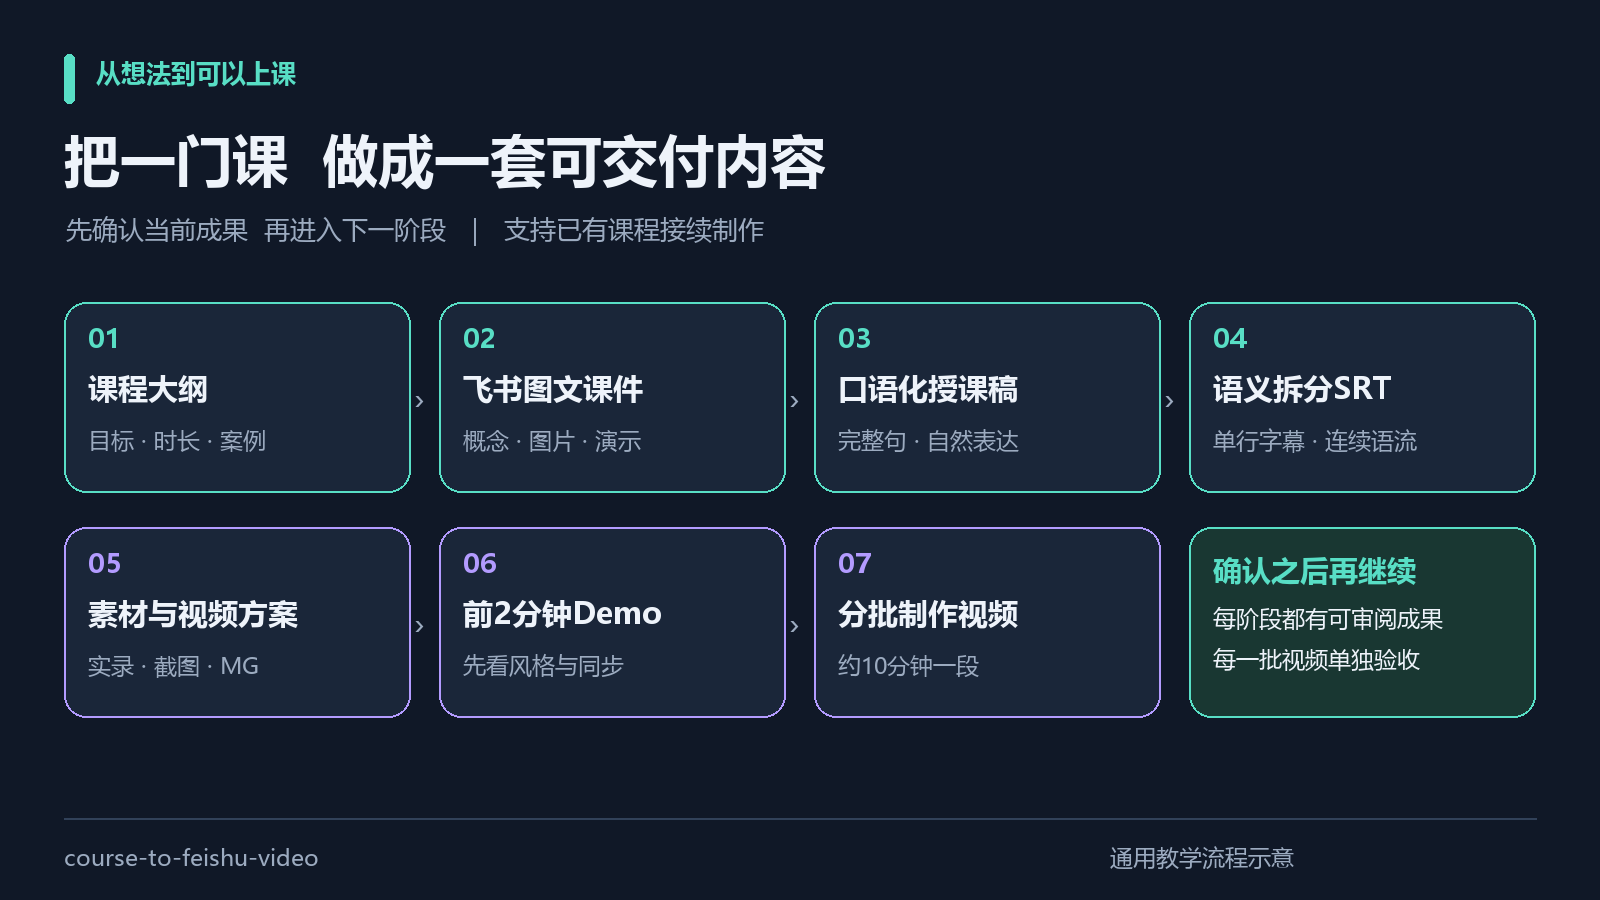 从想法到可以上课
把一门课 做成一套可交付内容
先确认当前成果 再进入下一阶段 | 支持已有课程接续制作
01
课程大纲
目标 · 时长 · 案例
›
02
飞书图文课件
概念 · 图片 · 演示
›
03
口语化授课稿
完整句 · 自然表达
›
04
语义拆分SRT
单行字幕 · 连续语流
05
素材与视频方案
实录 · 截图 · MG
›
06
前2分钟Demo
先看风格与同步
›
07
分批制作视频
约10分钟一段
确认之后再继续
每阶段都有可审阅成果
每一批视频单独验收
course-to-feishu-video
通用教学流程示意